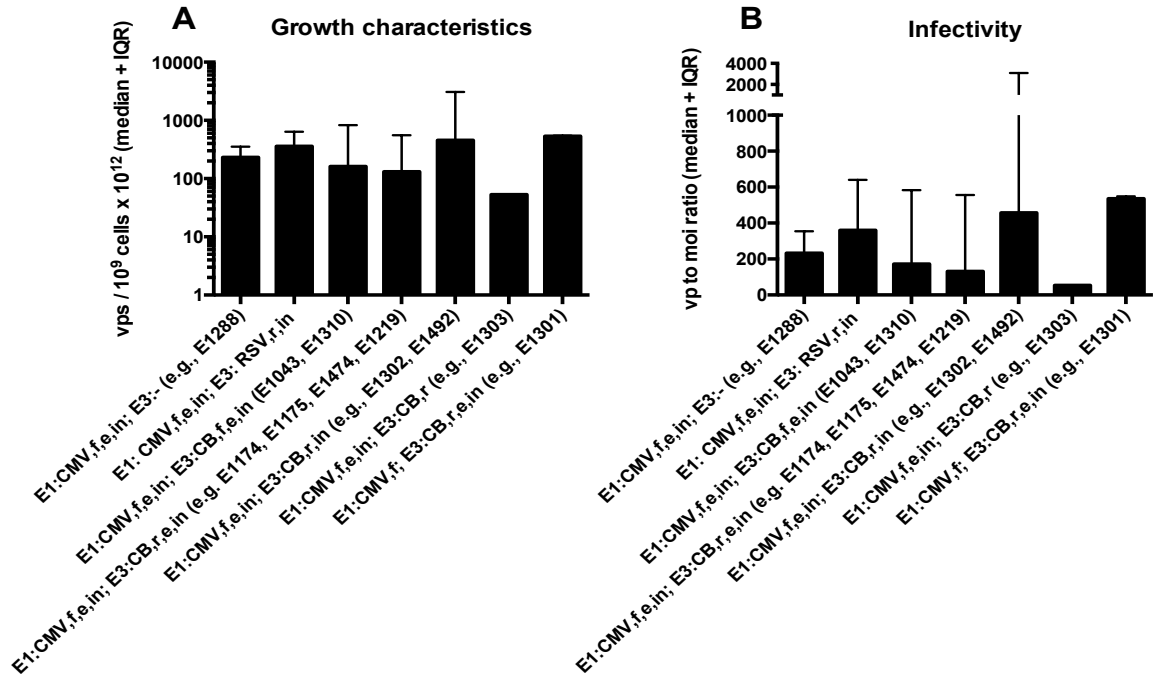 A
Growth characteristics
vps / 10⁹ cells x 10¹² (median + IQR)
10000
1000
100
10
1
E1:CMV,f,e,in; E3:- (e.g., E1288)
E1: CMV,f,e,in; E3: RSV,r,in
E1:CMV,f,e,in; E3:CB,f,e,in (E1043, E1310)
E1:CMV,f,e,in; E3:CB,r,e,in (e.g. E1174, E1175, E1474, E1219)
E1:CMV,f,e,in; E3:CB,r,in (e.g., E1302, E1492)
E1:CMV,f,e,in; E3:CB,r (e.g., E1303)
E1:CMV,f; E3:CB,r,e,in (e.g., E1301)
B
Infectivity
vp to moi ratio (median + IQR)
4000
2000
1000
800
600
400
200
0
E1:CMV,f,e,in; E3:- (e.g., E1288)
E1: CMV,f,e,in; E3: RSV,r,in
E1:CMV,f,e,in; E3:CB,f,e,in (E1043, E1310)
E1:CMV,f,e,in; E3:CB,r,e,in (e.g. E1174, E1175, E1474, E1219)
E1:CMV,f,e,in; E3:CB,r,in (e.g., E1302, E1492)
E1:CMV,f,e,in; E3:CB,r (e.g., E1303)
E1:CMV,f; E3:CB,r,e,in (e.g., E1301)